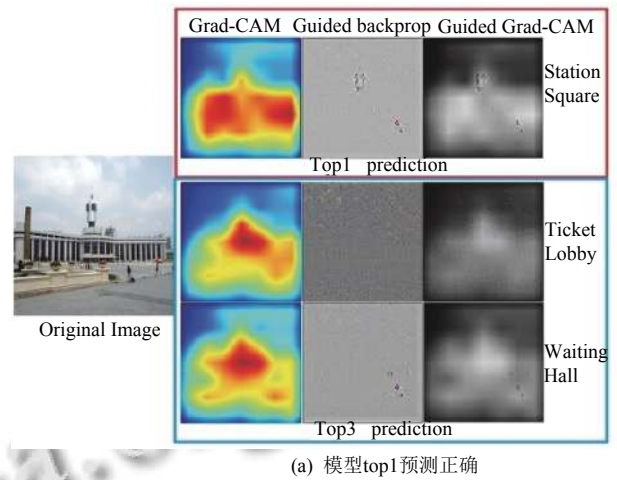 Grad-CAM Guided backprop Guided Grad-CAM
Station
Square
Top1 prediction
Original Image
Ticket
Lobby
Waiting
Hall
Top3 prediction
(a) 模型top1预测正确